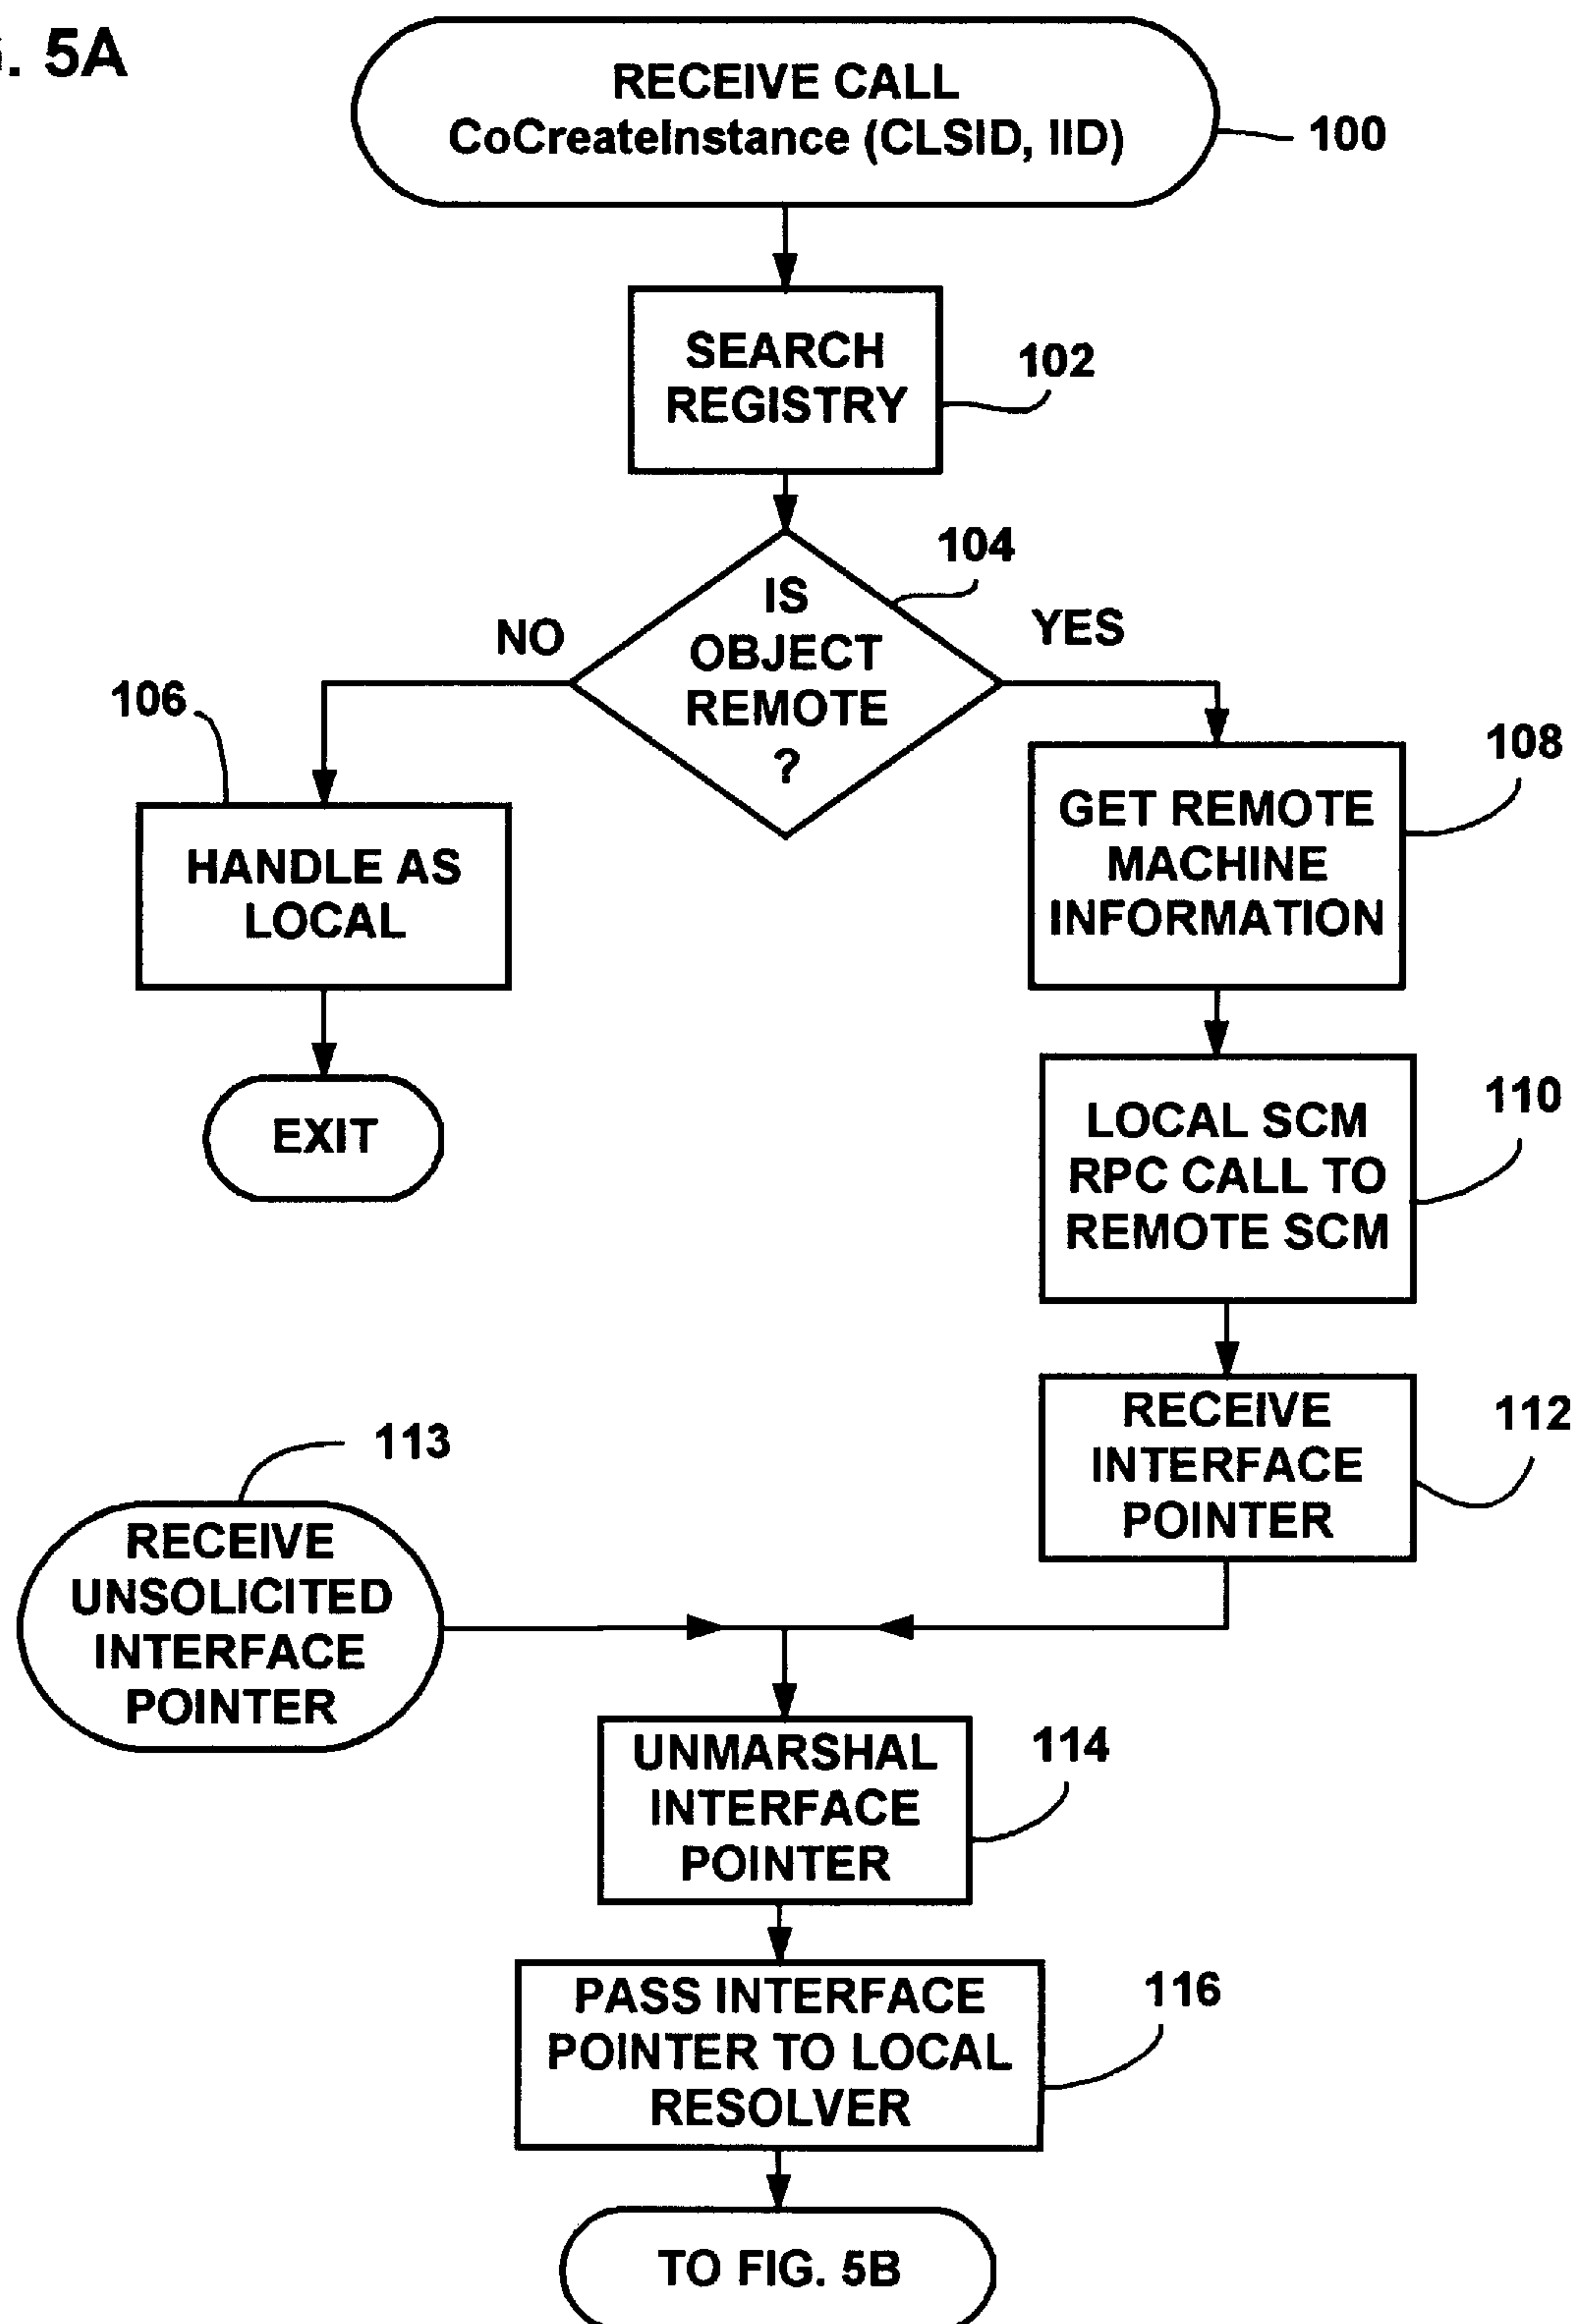 . 5A
RECEIVE CALL
CoCreateInstance (CLSID, IID)
100
SEARCH
REGISTRY
102
104
IS
OBJECT
REMOTE
?
NO
YES
106
HANDLE AS
LOCAL
EXIT
108
GET REMOTE
MACHINE
INFORMATION
110
LOCAL SCM
RPC CALL TO
REMOTE SCM
112
RECEIVE
INTERFACE
POINTER
113
RECEIVE
UNSOLICITED
INTERFACE
POINTER
114
UNMARSHAL
INTERFACE
POINTER
116
PASS INTERFACE
POINTER TO LOCAL
RESOLVER
TO FIG. 5B